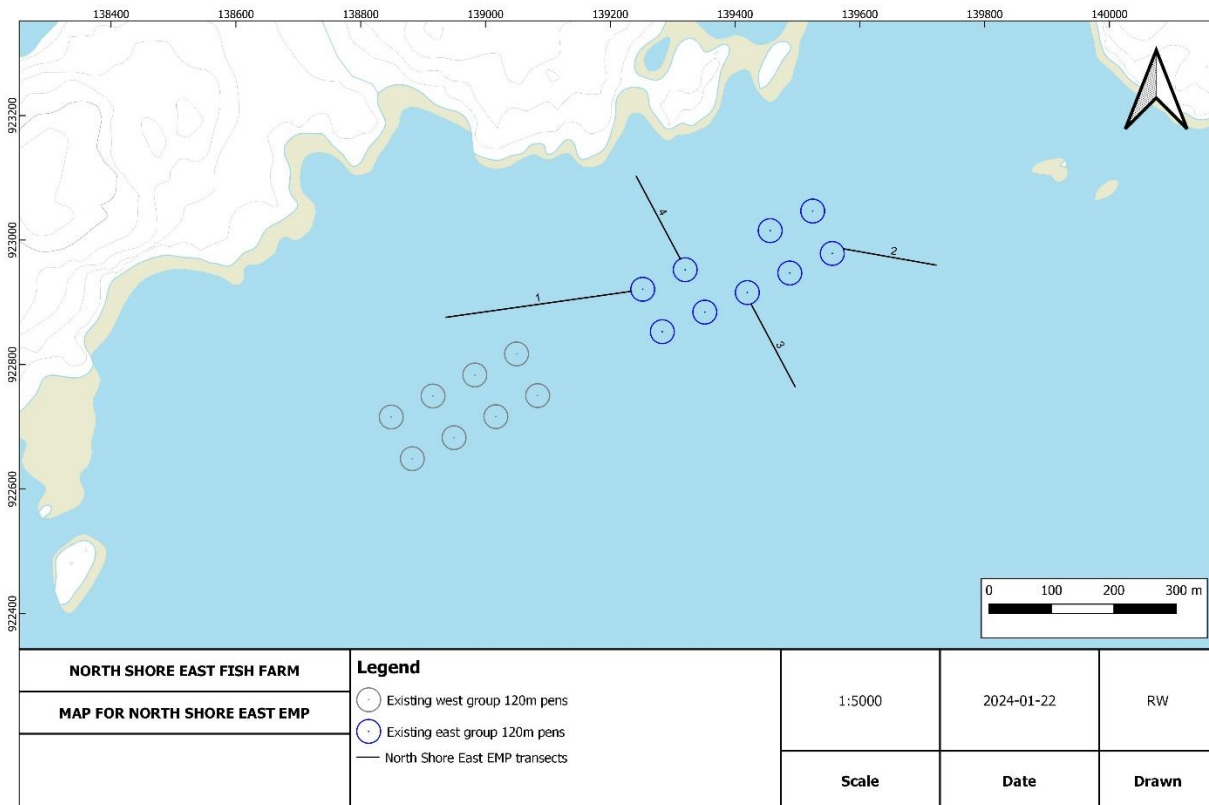 138400 138600 138800 139000 139200 139400 139600 139800 140000
923200
923000
922800
922600
922400
4
2
1
3
0 100 200 300 m
NORTH SHORE EAST FISH FARM
MAP FOR NORTH SHORE EAST EMP
Legend
Existing west group 120m pens
Existing east group 120m pens
North Shore East EMP transects
1:5000
2024-01-22
RW
Scale
Date
Drawn